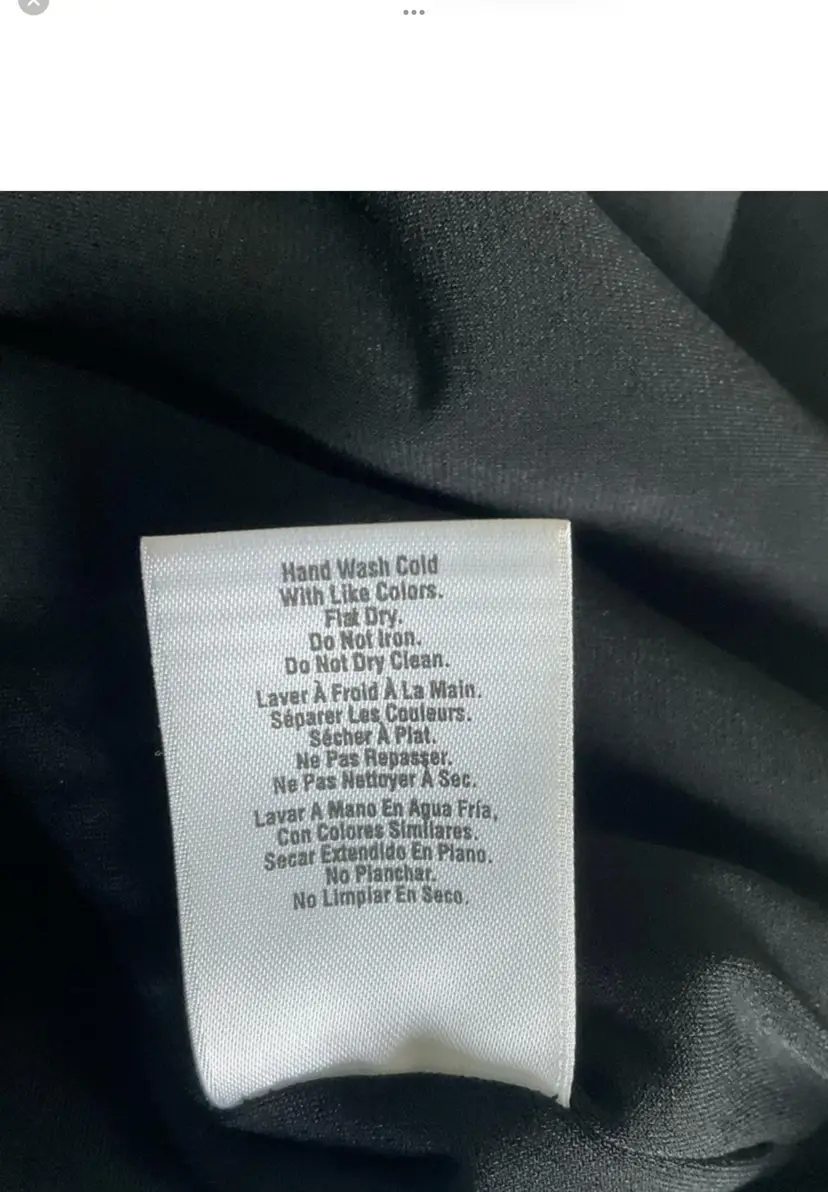 Hand Wash Cold
With Like Colors.
Flat Dry.
Do Not Iron.
Do Not Dry Clean.
Laver À Froid À La Main.
Séparer Les Couleurs.
Sécher À Plat.
Ne Pas Repasser.
Ne Pas Nettoyer À Sec.
Lavar A Mano En Agua Fría,
Con Colores Similares.
Secar Extendido En Plano.
No Planchar.
No Limpiar En Seco.